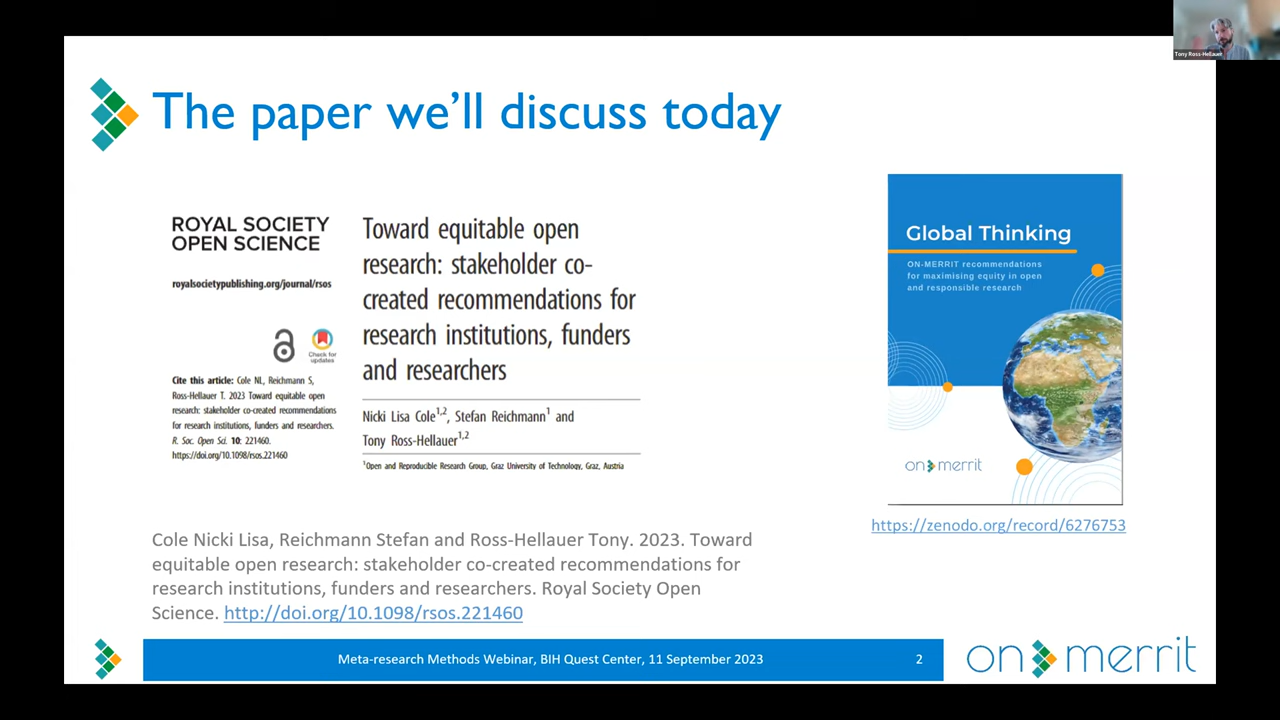 Tony Ross-Hellauer
The paper we'll discuss today
ROYAL SOCIETY
OPEN SCIENCE
royalsocietypublishing.org/journal/rsos
Check for
updates
Cite this article: Cole NL, Reichmann S,
Ross-Hellauer T. 2023 Toward equitable open
research: stakeholder co-created recommendations
for research institutions, funders and researchers.
R. Soc. Open Sci. 10: 221460.
https://doi.org/10.1098/rsos.221460
Toward equitable open
research: stakeholder co-
created recommendations for
research institutions, funders
and researchers
Nicki Lisa Cole1,2, Stefan Reichmann1 and
Tony Ross-Hellauer1,2
1Open and Reproducible Research Group, Graz University of Technology, Graz, Austria
Global Thinking
ON-MERRIT recommendations
for maximising equity in open
and responsible research
on merrit
https://zenodo.org/record/6276753
Cole Nicki Lisa, Reichmann Stefan and Ross-Hellauer Tony. 2023. Toward
equitable open research: stakeholder co-created recommendations for
research institutions, funders and researchers. Royal Society Open
Science. http://doi.org/10.1098/rsos.221460
Meta-research Methods Webinar, BIH Quest Center, 11 September 2023
2
on merrit